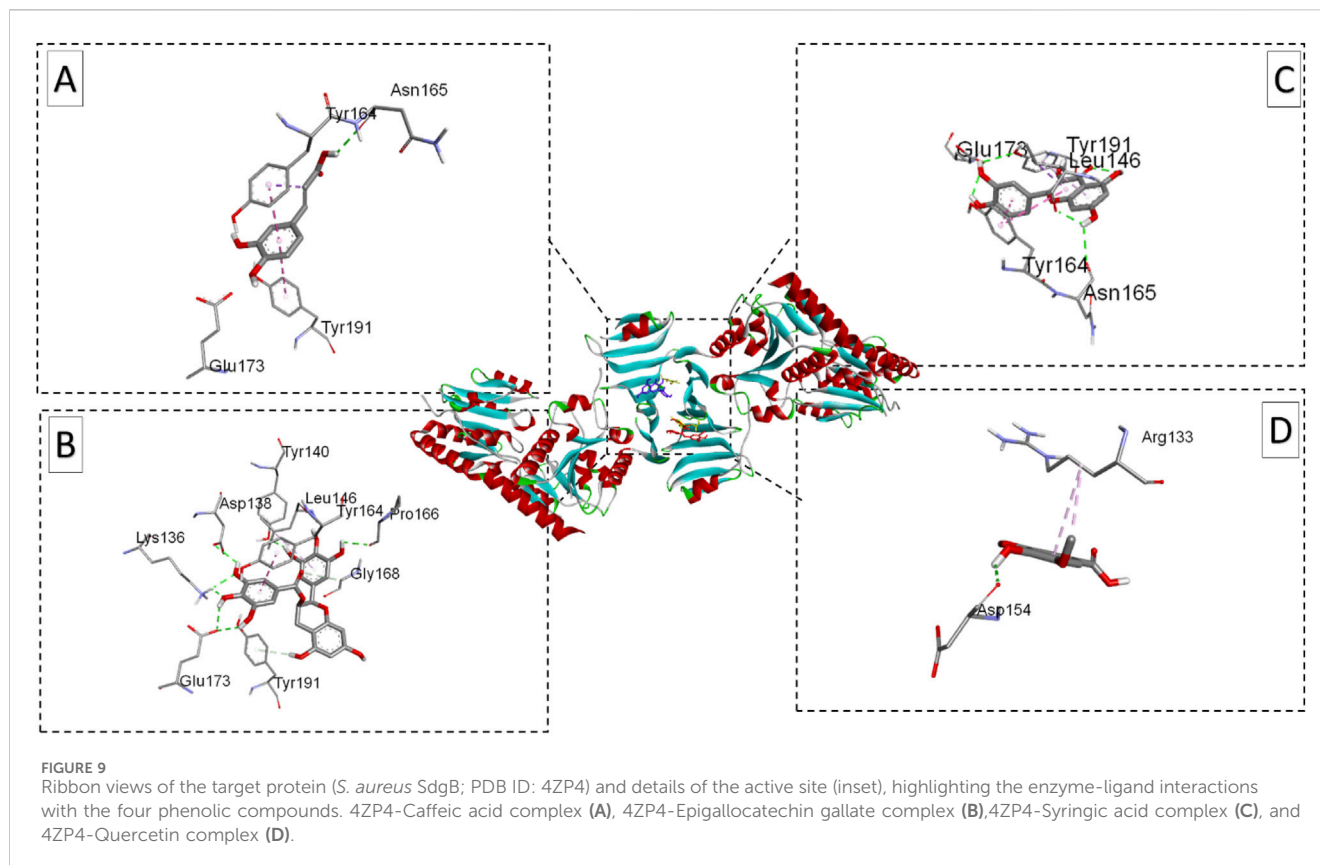 A
Asn165
Tyr164
Tyr191
Glu173
B
Tyr140
Asp138
Leu146
Tyr164
Pro166
Lys136
Gly168
Glu173
Tyr191
C
Glu173
Tyr191
Leu146
Tyr164
Asn165
D
Arg133
Asp154
FIGURE 9
Ribbon views of the target protein (S. aureus SdgB; PDB ID: 4ZP4) and details of the active site (inset), highlighting the enzyme-ligand interactions
with the four phenolic compounds. 4ZP4-Caffeic acid complex (A), 4ZP4-Epigallocatechin gallate complex (B),4ZP4-Syringic acid complex (C), and
4ZP4-Quercetin complex (D).